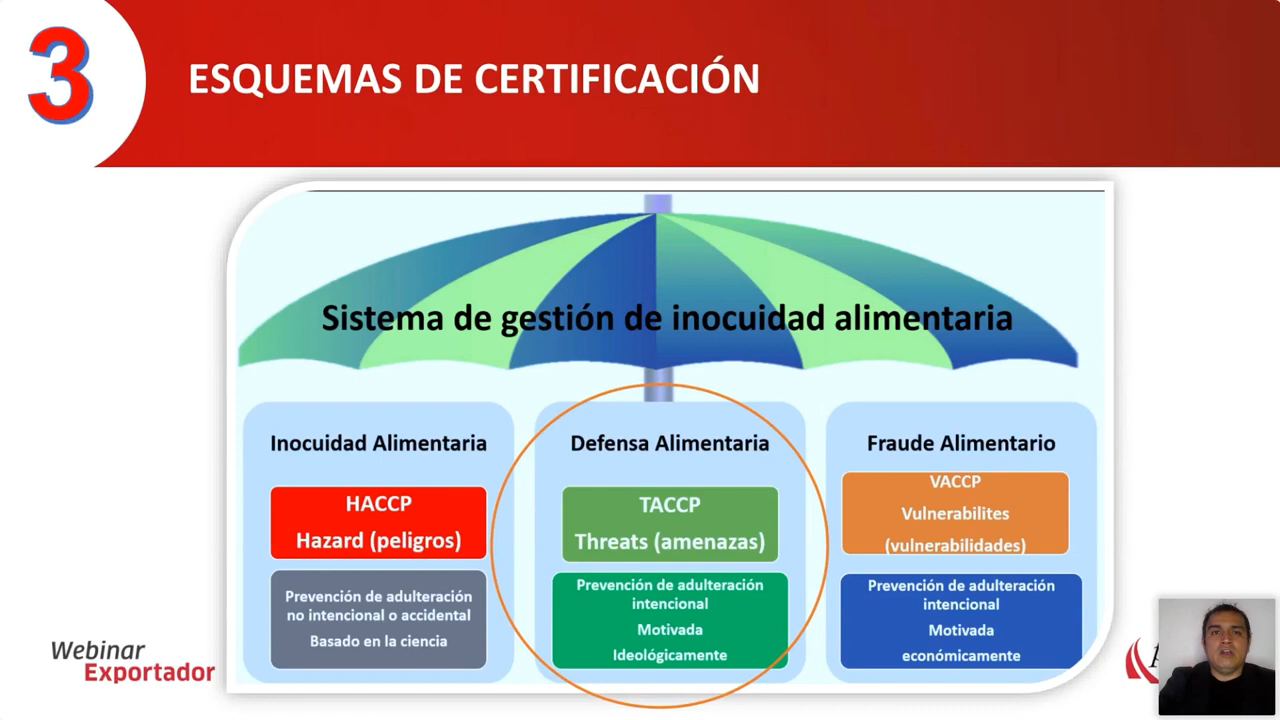 3
ESQUEMAS DE CERTIFICACIÓN
Sistema de gestión de inocuidad alimentaria
Inocuidad Alimentaria
HACCP
Hazard (peligros)
Prevención de adulteración
no intencional o accidental
Basado en la ciencia
Defensa Alimentaria
TACCP
Threats (amenazas)
Prevención de adulteración
intencional
Motivada
Ideológicamente
Fraude Alimentario
VACCP
Vulnerabilites
(vulnerabilidades)
Prevención de adulteración
intencional
Motivada
económicamente
Webinar
Exportador